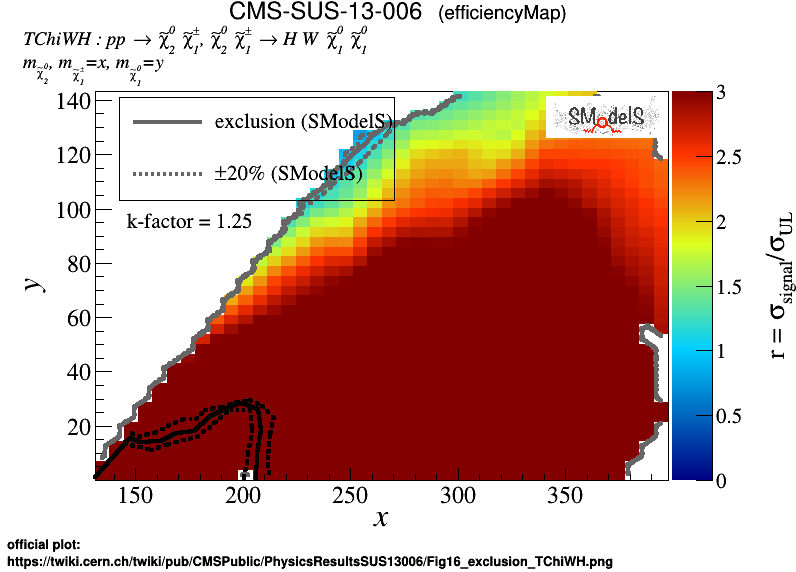 CMS-SUS-13-006 (efficiencyMap)
TChiWH : pp → χ̃⁰₂ χ̃±₁, χ̃⁰₂ χ̃±₁ → H W χ̃⁰₁ χ̃⁰₁
m_χ̃⁰₂, m_χ̃±₁=x, m_χ̃⁰₁=y
exclusion (SModelS)
±20% (SModelS)
k-factor = 1.25
SModelS
140
120
100
80
60
40
20
y
150 200 250 300 350
x
3
2.5
2
1.5
1
0.5
0
r = σ_signal/σ_UL
official plot:
https://twiki.cern.ch/twiki/pub/CMSPublic/PhysicsResultsSUS13006/Fig16_exclusion_TChiWH.png